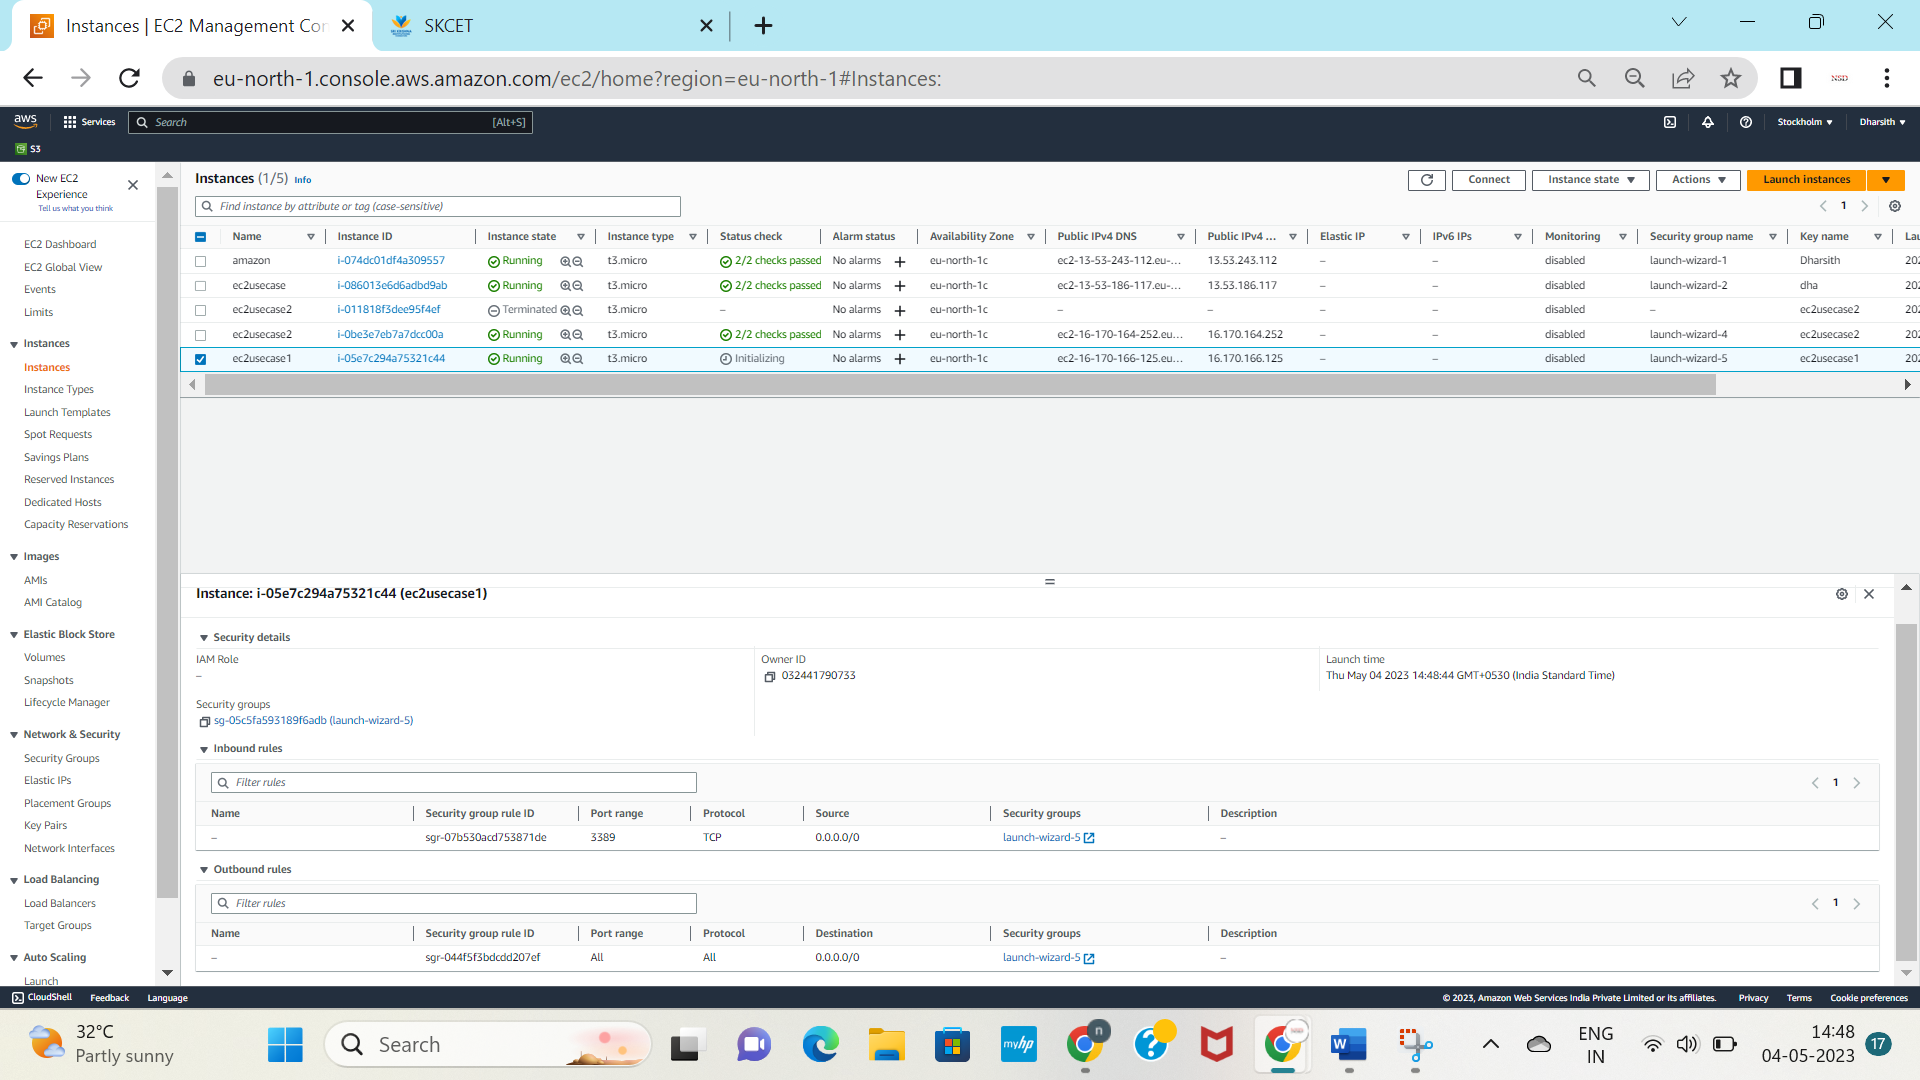 Instances | EC2 Management Cor
SKCET
eu-north-1.console.aws.amazon.com/ec2/home?region=eu-north-1#Instances:
NSD
aws Services Search [Alt+S] Stockholm Dharsith
S3
New EC2 Experience
Tell us what you think
EC2 Dashboard
EC2 Global View
Events
Limits
Instances
Instances
Instance Types
Launch Templates
Spot Requests
Savings Plans
Reserved Instances
Dedicated Hosts
Capacity Reservations
Images
AMIs
AMI Catalog
Elastic Block Store
Volumes
Snapshots
Lifecycle Manager
Network & Security
Security Groups
Elastic IPs
Placement Groups
Key Pairs
Network Interfaces
Load Balancing
Load Balancers
Target Groups
Auto Scaling
Launch
Instances (1/5) Info
Connect Instance state Actions Launch instances
Find instance by attribute or tag (case-sensitive) 1
Name Instance ID Instance state Instance type Status check Alarm status Availability Zone Public IPv4 DNS Public IPv4 ... Elastic IP IPv6 IPs Monitoring Security group name Key name Lau
amazon i-074dc01df4a309557 Running t3.micro 2/2 checks passed No alarms + eu-north-1c ec2-13-53-243-112.eu-... 13.53.243.112 – – disabled launch-wizard-1 Dharsith 202
ec2usecase i-086013e6d6adbd9ab Running t3.micro 2/2 checks passed No alarms + eu-north-1c ec2-13-53-186-117.eu-... 13.53.186.117 – – disabled launch-wizard-2 dha 202
ec2usecase2 i-011818f3dee95f4ef Terminated t3.micro – No alarms + eu-north-1c – – – – disabled – ec2usecase2 202
ec2usecase2 i-0be3e7eb7a7dcc00a Running t3.micro 2/2 checks passed No alarms + eu-north-1c ec2-16-170-164-252.eu... 16.170.164.252 – – disabled launch-wizard-4 ec2usecase2 202
ec2usecase1 i-05e7c294a75321c44 Running t3.micro Initializing No alarms + eu-north-1c ec2-16-170-166-125.eu... 16.170.166.125 – – disabled launch-wizard-5 ec2usecase1 202
Instance: i-05e7c294a75321c44 (ec2usecase1)
Security details
IAM Role Owner ID Launch time
– 032441790733 Thu May 04 2023 14:48:44 GMT+0530 (India Standard Time)
Security groups
sg-05c5fa593189f6adb (launch-wizard-5)
Inbound rules
Filter rules 1
Name Security group rule ID Port range Protocol Source Security groups Description
– sgr-07b530acd753871de 3389 TCP 0.0.0.0/0 launch-wizard-5 –
Outbound rules
Filter rules 1
Name Security group rule ID Port range Protocol Destination Security groups Description
– sgr-044f5f3bdcdd207ef All All 0.0.0.0/0 launch-wizard-5 –
CloudShell Feedback Language © 2023, Amazon Web Services India Private Limited or its affiliates. Privacy Terms Cookie preferences
32°C
Partly sunny
Search
myhp
n
W
ENG
IN
14:48
04-05-2023
17